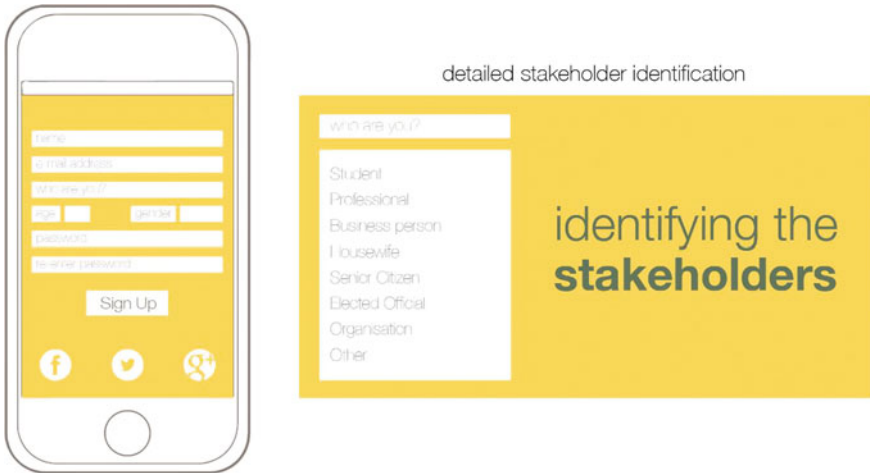 name
e-mail address
who are you?
age
gender
password
re-enter password
Sign Up
f
g+
detailed stakeholder identification
who are you?
Student
Professional
Business person
Housewife
Senior Citizen
Elected Official
Organisation
Other
identifying the
stakeholders